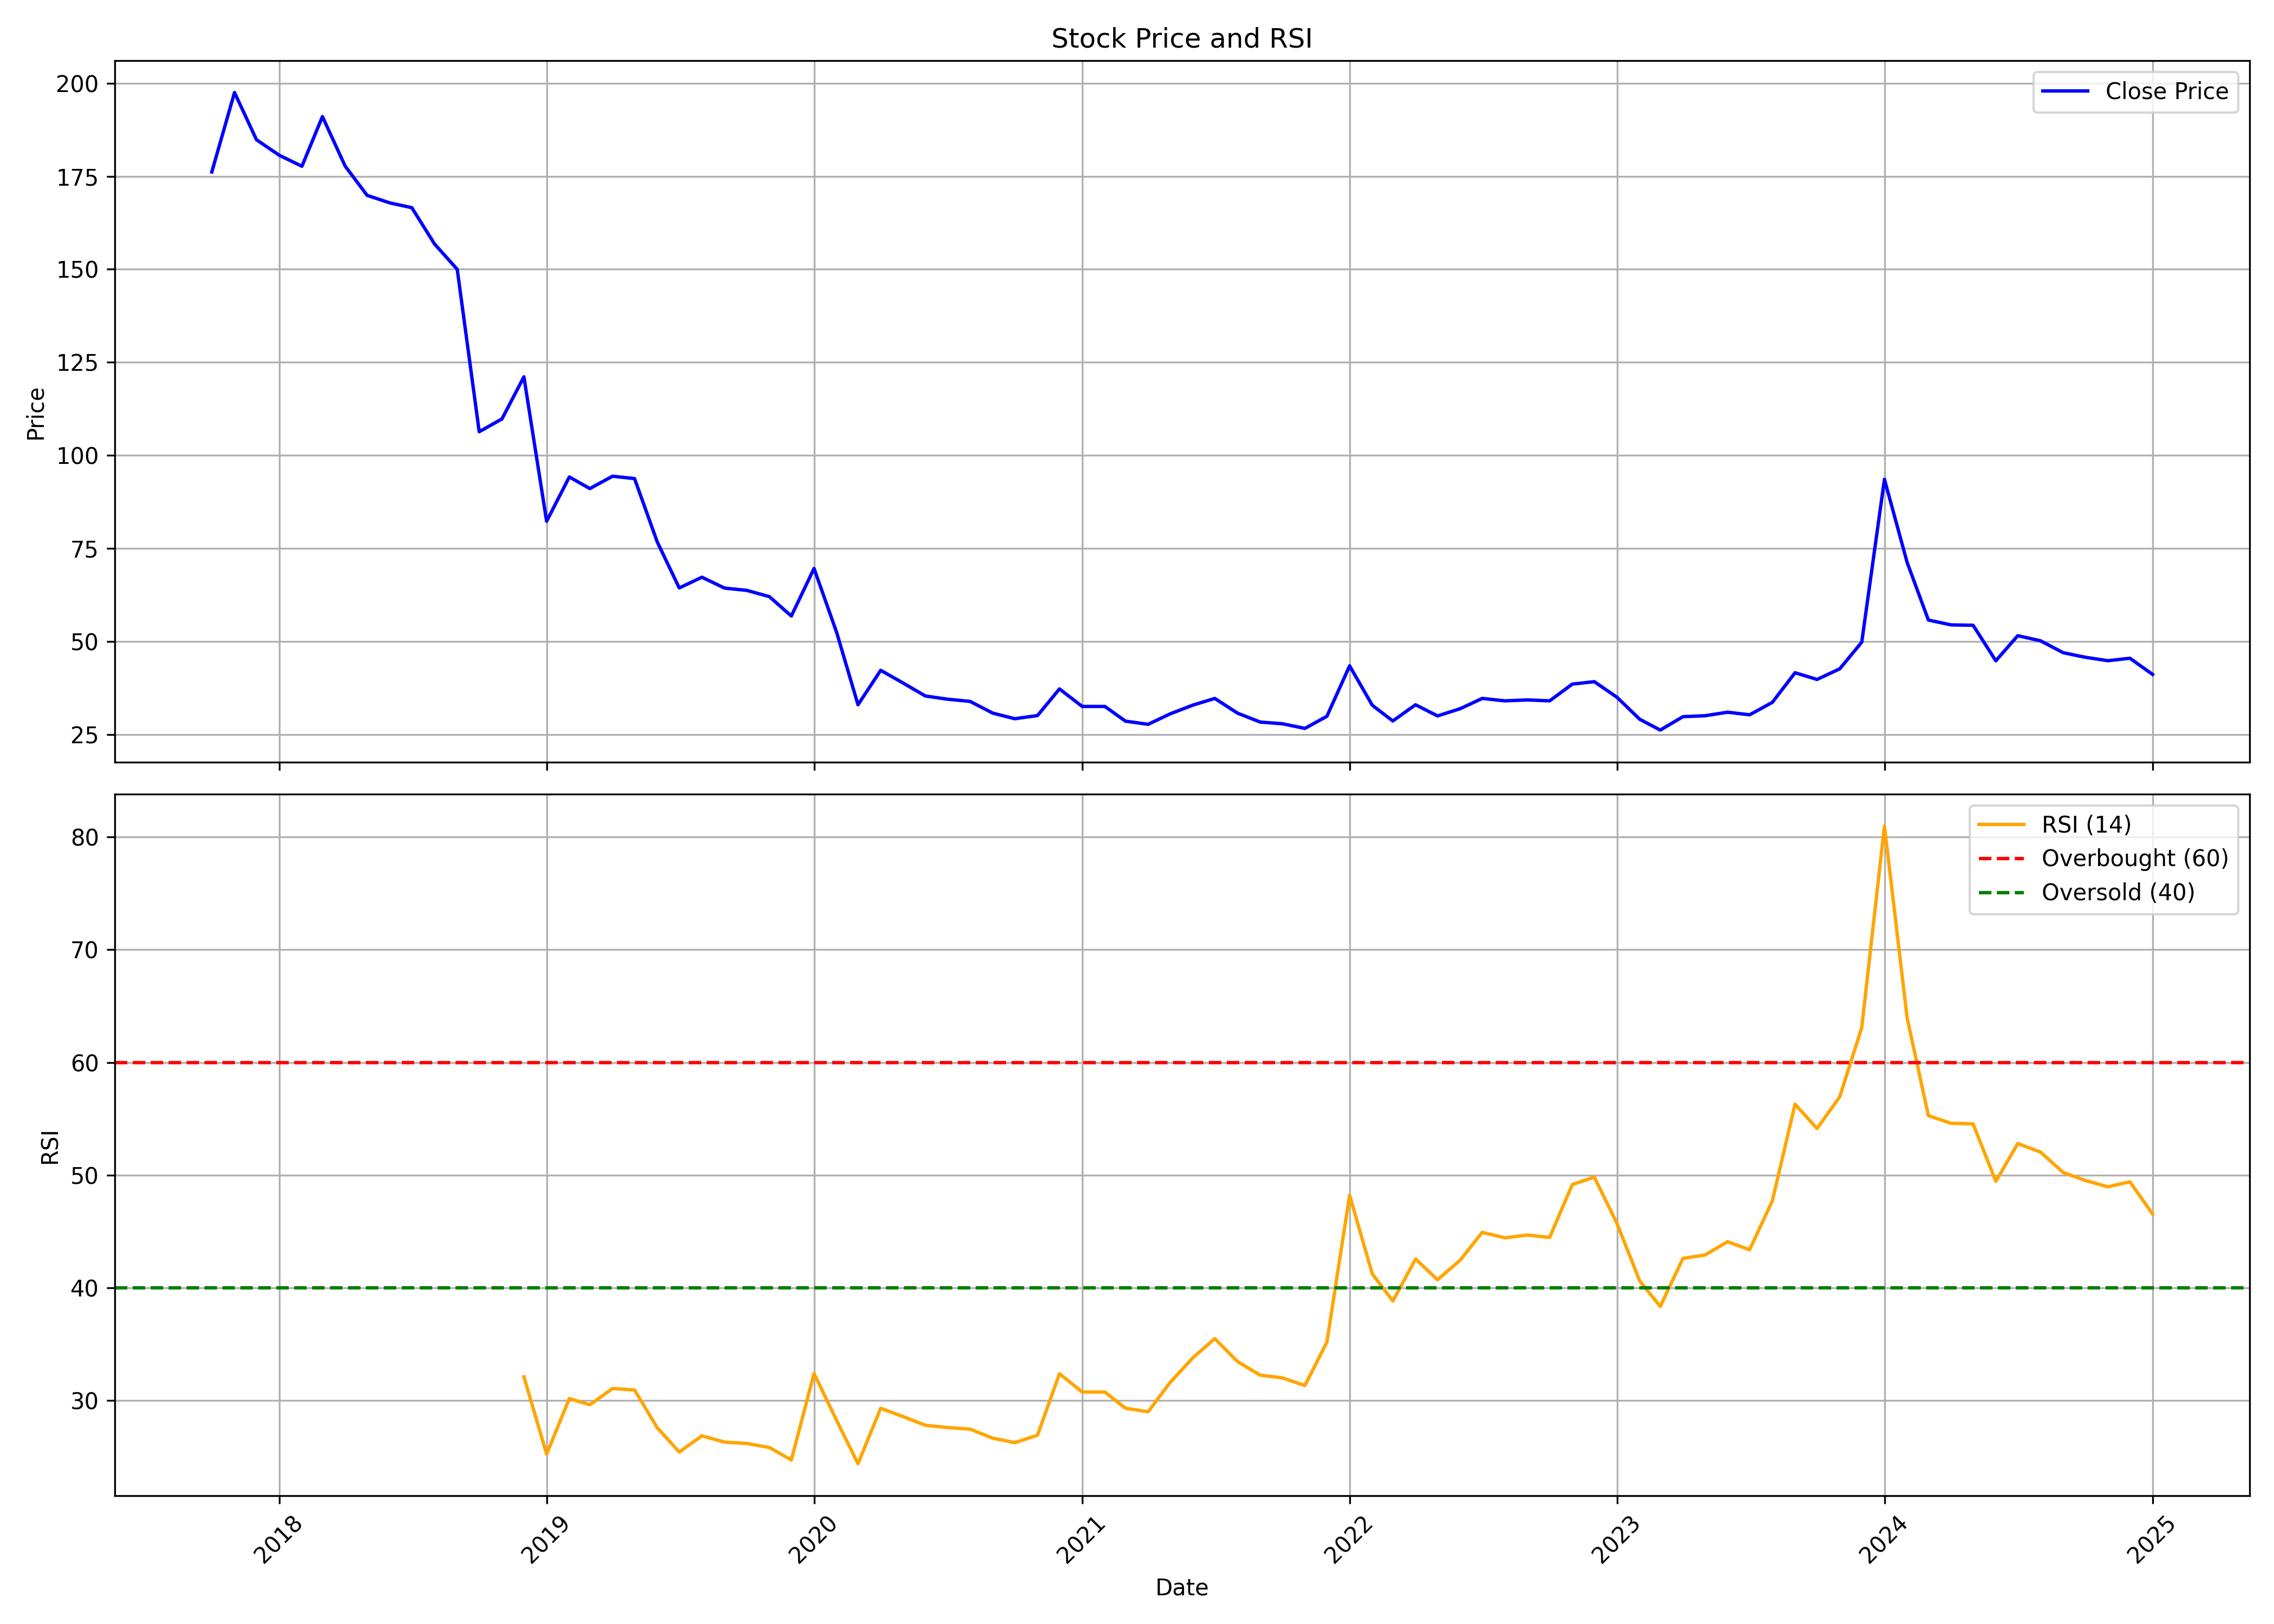 Stock Price and RSI
Close Price
Price
200
175
150
125
100
75
50
25
RSI (14)
Overbought (60)
Oversold (40)
RSI
80
70
60
50
40
30
2018
2019
2020
2021
2022
2023
2024
2025
Date